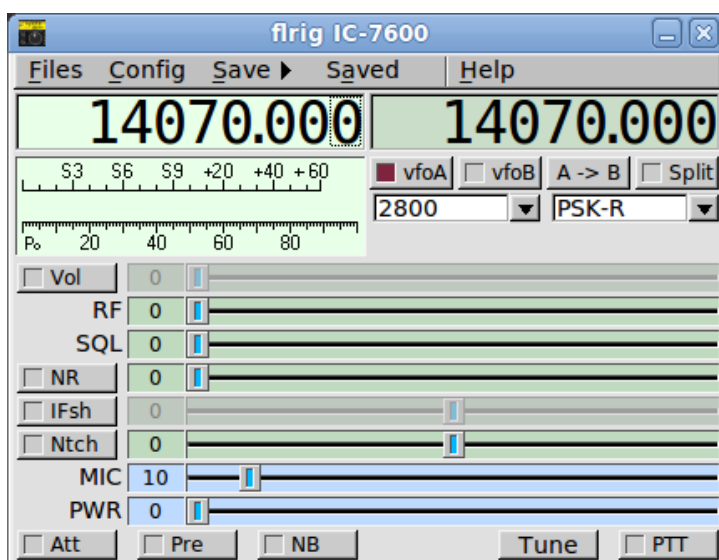 flrig IC-7600
Files Config Save Saved Help
14070.000 14070.000
S3 S6 S9 +20 +40 +60
vfoA vfoB A -> B Split
2800 PSK-R
Po 20 40 60 80
Vol 0
RF 0
SQL 0
NR 0
IFsh 0
Ntch 0
MIC 10
PWR 0
Att Pre NB Tune PTT